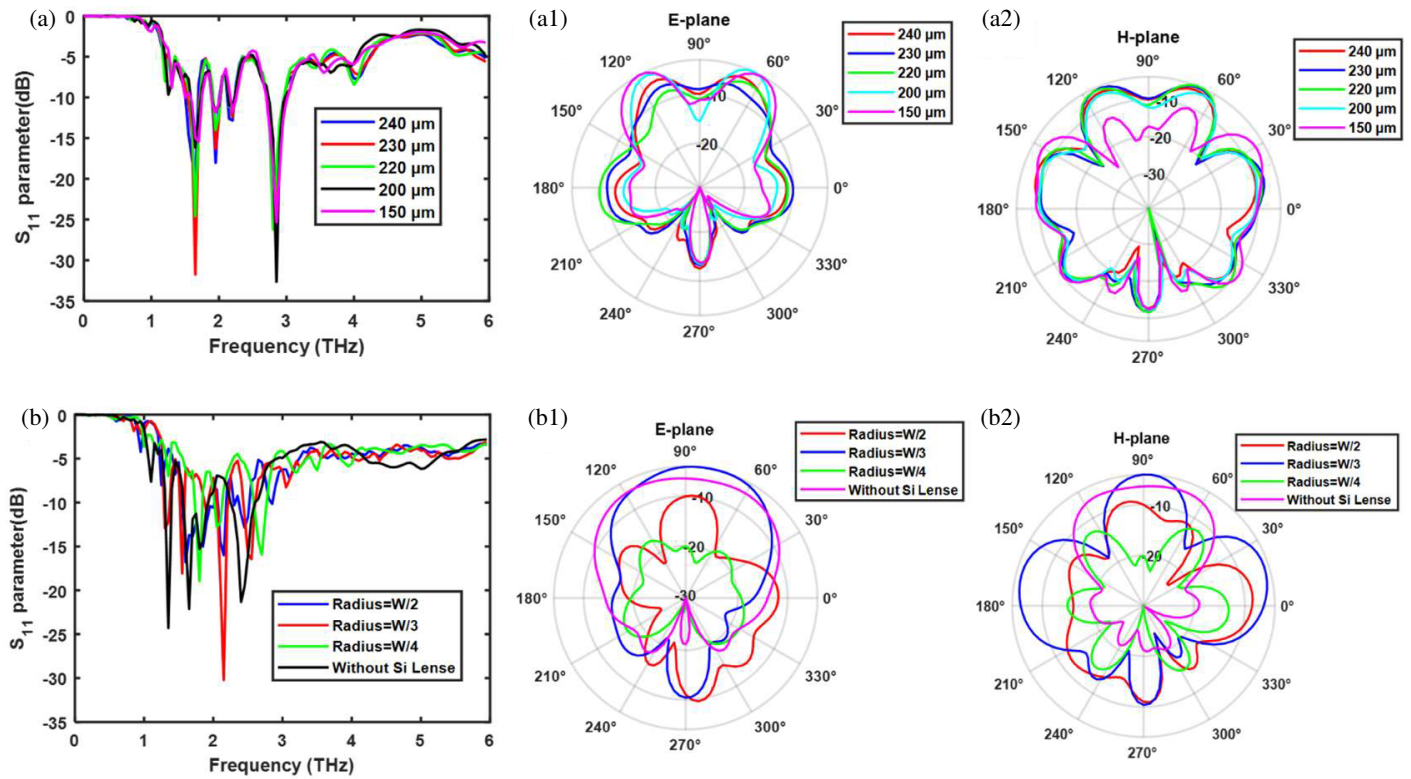 (a)
0
-5
-10
-15
-20
-25
-30
-35
S11 parameter(dB)
240 µm
230 µm
220 µm
200 µm
150 µm
0 1 2 3 4 5 6
Frequency (THz)
(a1)
E-plane
90°
120° 60°
150° 30°
180° 0°
210° 330°
240° 300°
270°
-10
-20
240 µm
230 µm
220 µm
200 µm
150 µm
(a2)
H-plane
90°
120° 60°
150° 30°
180° 0°
210° 330°
240° 300°
270°
-10
-20
-30
240 µm
230 µm
220 µm
200 µm
150 µm
(b)
0
-5
-10
-15
-20
-25
-30
-35
S11 parameter(dB)
Radius=W/2
Radius=W/3
Radius=W/4
Without Si Lense
0 1 2 3 4 5 6
Frequency (THz)
(b1)
E-plane
90°
120° 60°
150° 30°
180° 0°
210° 330°
240° 300°
270°
-10
-20
-30
Radius=W/2
Radius=W/3
Radius=W/4
Without Si Lense
(b2)
H-plane
90°
120° 60°
150° 30°
180° 0°
210° 330°
240° 300°
270°
-10
-20
Radius=W/2
Radius=W/3
Radius=W/4
Without Si Lense